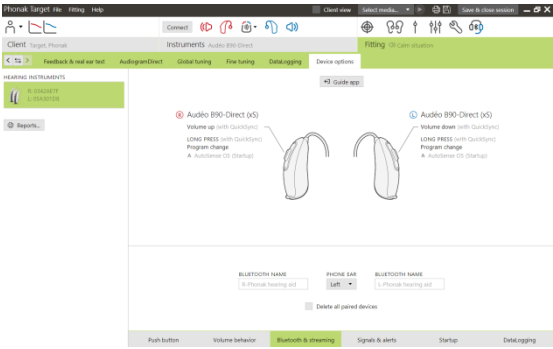 Phonak Target File Fitting Help Client view Select media... Save & close session
Connect
Client Target, Phonak Instruments Audéo B90-Direct Fitting Calm situation
Feedback & real ear test AudiogramDirect Global tuning Fine tuning DataLogging Device options
HEARING INSTRUMENTS
Guide app
Reports...
R Audéo B90-Direct (xS) L Audéo B90-Direct (xS)
Volume up (with QuickSync) Volume down (with QuickSync)
LONG PRESS (with QuickSync) LONG PRESS (with QuickSync)
Program change Program change
AutoSense OS (Startup) AutoSense OS (Startup)
BLUETOOTH NAME PHONE EAR BLUETOOTH NAME
R-Phonak hearing aid Left L-Phonak hearing aid
Delete all paired devices
Push button Volume behavior Bluetooth & streaming Signals & alerts Startup DataLogging